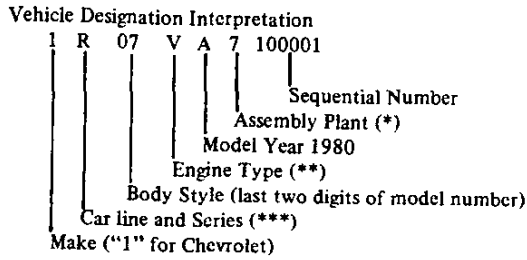 Vehicle Designation Interpretation
1 R 07 V A 7 100001
Sequential Number
Assembly Plant (*)
Model Year 1980
Engine Type (**)
Body Style (last two digits of model number)
Car line and Series (***)
Make ("1" for Chevrolet)